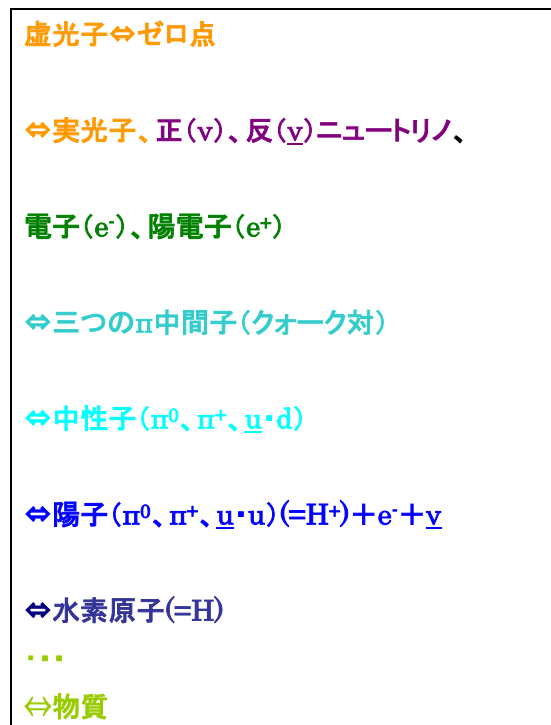 虚光子⇔ゼロ点
⇔実光子、正(ν)、反(ν̲)ニュートリノ、
電子(e⁻)、陽電子(e⁺)
⇔三つのπ中間子(クォーク対)
⇔中性子(π⁰、π⁺、u̲・d)
⇔陽子(π⁰、π⁺、u̲・u)(=H⁺)+e⁻+ν̲
⇔水素原子(=H)
・・・
⇔物質